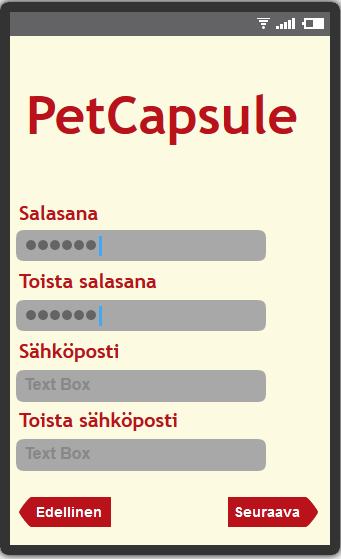 PetCapsule
Salasana
●●●●●●
Toista salasana
●●●●●●
Sähköposti
Text Box
Toista sähköposti
Text Box
Edellinen
Seuraava